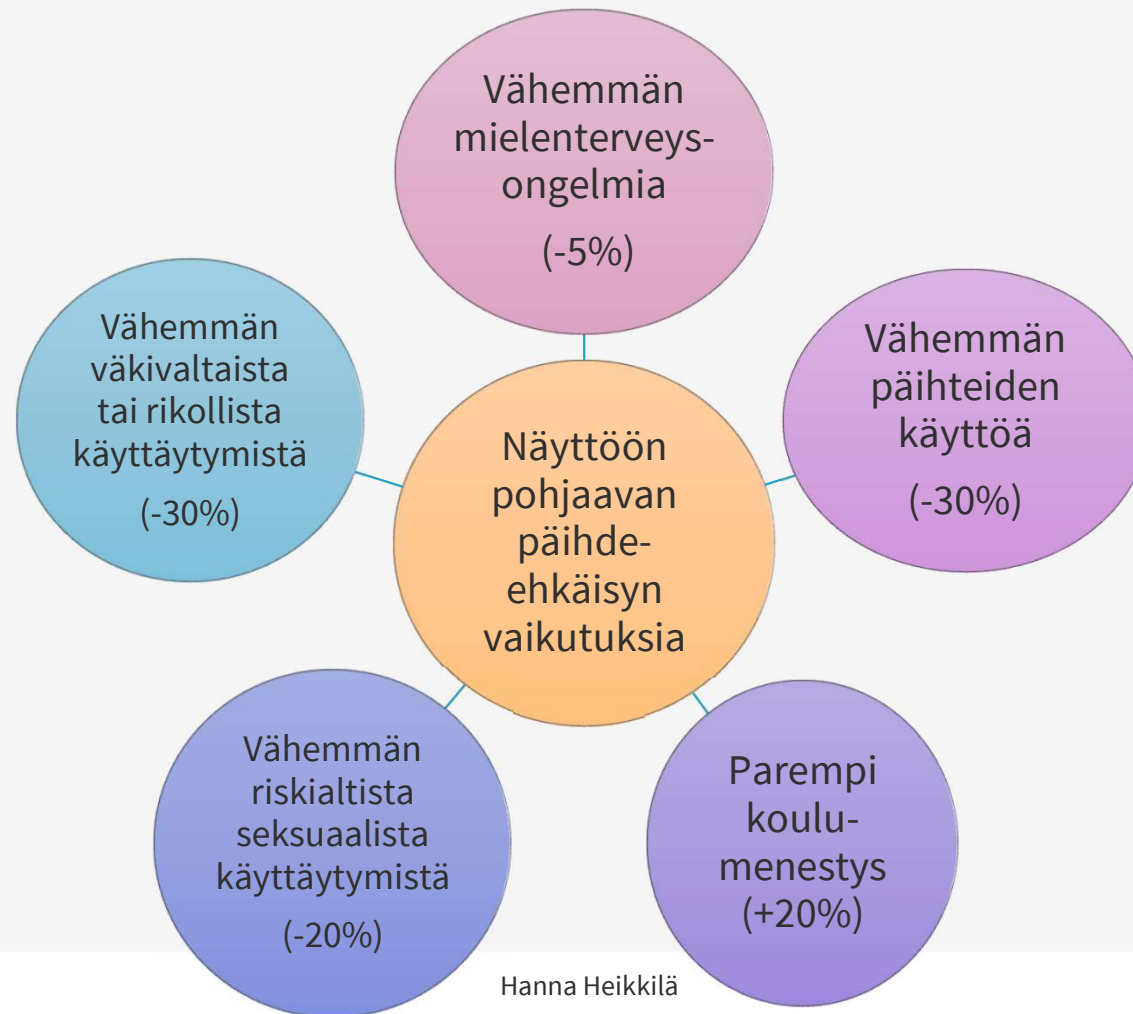 Vähemmän
mielenterveys-
ongelmia
(-5%)
Vähemmän
väkivaltaista
tai rikollista
käyttäytymistä
(-30%)
Vähemmän
päihteiden
käyttöä
(-30%)
Näyttöön
pohjaavan
päihde-
ehkäisyn
vaikutuksia
Vähemmän
riskialtista
seksuaalista
käyttäytymistä
(-20%)
Parempi
koulu-
menestys
(+20%)
Hanna Heikkilä